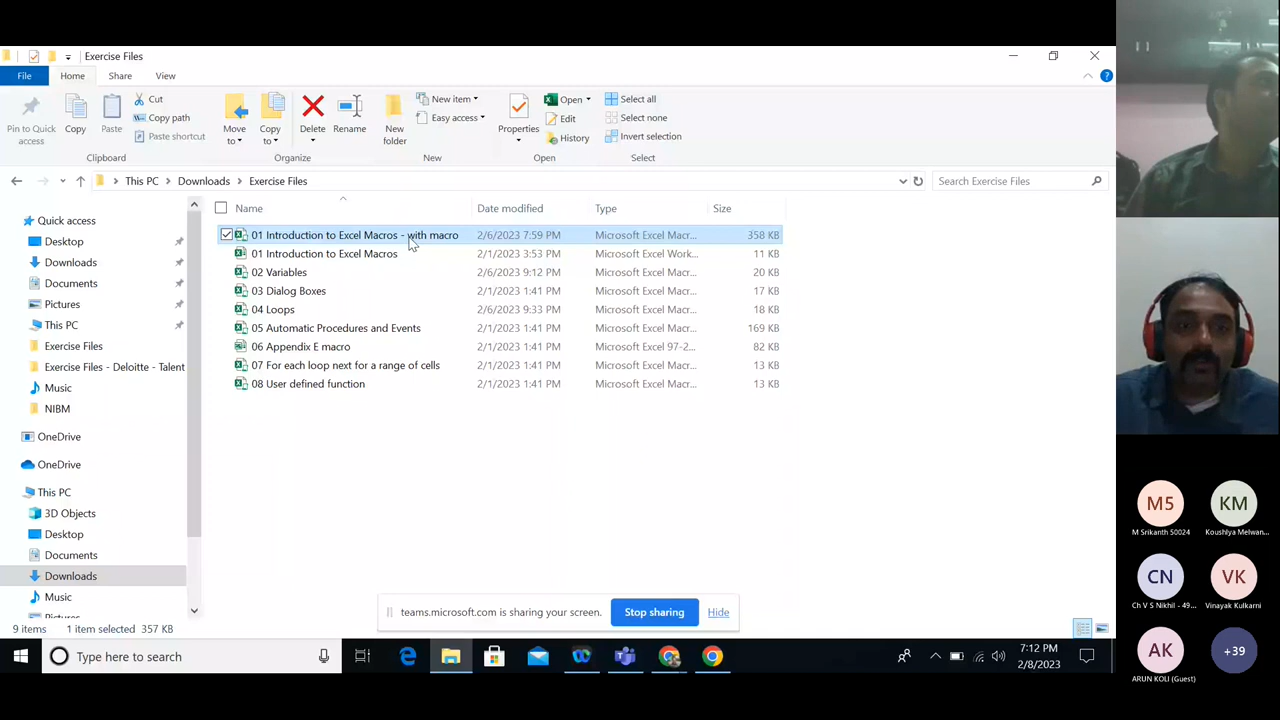 Exercise Files
File Home Share View
Pin to Quick access
Copy
Paste
Cut
Copy path
Paste shortcut
Clipboard
Move to
Copy to
Delete
Rename
Organize
New folder
New item
Easy access
New
Properties
Open
Edit
History
Open
Select all
Select none
Invert selection
Select
This PC > Downloads > Exercise Files
Search Exercise Files
Name Date modified Type Size
01 Introduction to Excel Macros - with macro 2/6/2023 7:59 PM Microsoft Excel Macr... 358 KB
01 Introduction to Excel Macros 2/1/2023 3:53 PM Microsoft Excel Work... 11 KB
02 Variables 2/6/2023 9:12 PM Microsoft Excel Macr... 20 KB
03 Dialog Boxes 2/1/2023 1:41 PM Microsoft Excel Macr... 17 KB
04 Loops 2/6/2023 9:33 PM Microsoft Excel Macr... 18 KB
05 Automatic Procedures and Events 2/1/2023 1:41 PM Microsoft Excel Macr... 169 KB
06 Appendix E macro 2/1/2023 1:41 PM Microsoft Excel 97-2... 82 KB
07 For each loop next for a range of cells 2/1/2023 1:41 PM Microsoft Excel Macr... 13 KB
08 User defined function 2/1/2023 1:41 PM Microsoft Excel Macr... 13 KB
Quick access
Desktop
Downloads
Documents
Pictures
This PC
Exercise Files
Exercise Files - Deloitte - Talent
Music
NIBM
OneDrive
OneDrive
This PC
3D Objects
Desktop
Documents
Downloads
Music
Pictures
9 items 1 item selected 357 KB
teams.microsoft.com is sharing your screen. Stop sharing Hide
Type here to search
7:12 PM
2/8/2023
M5 KM
M Srikanth 50024 Koushlya Melwan...
CN VK
Ch V S Nikhil - 49... Vinayak Kulkarni
AK +39
ARUN KOLI (Guest)